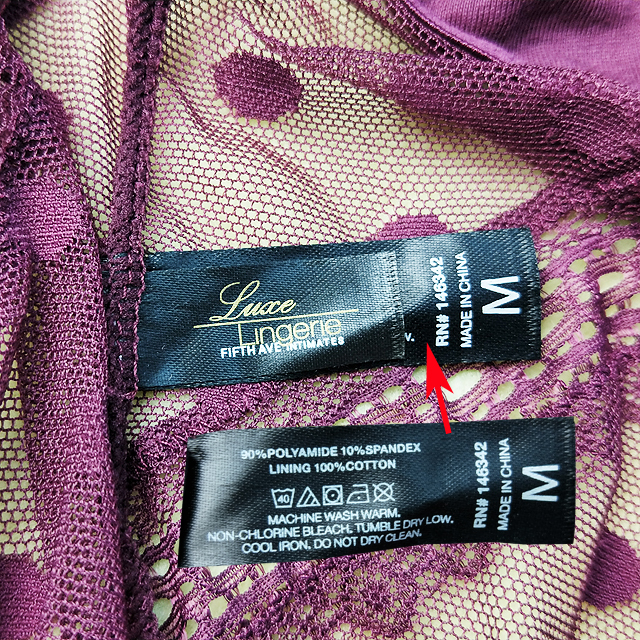 Luxe
Lingerie
FIFTH AVE-INTIMATES
RN# 146342
MADE IN CHINA
M
90%POLYAMIDE 10%SPANDEX
LINING 100%COTTON
40
MACHINE WASH WARM.
NON-CHLORINE BLEACH. TUMBLE DRY LOW.
COOL IRON. DO NOT DRY CLEAN.
RN# 146342
MADE IN CHINA
M